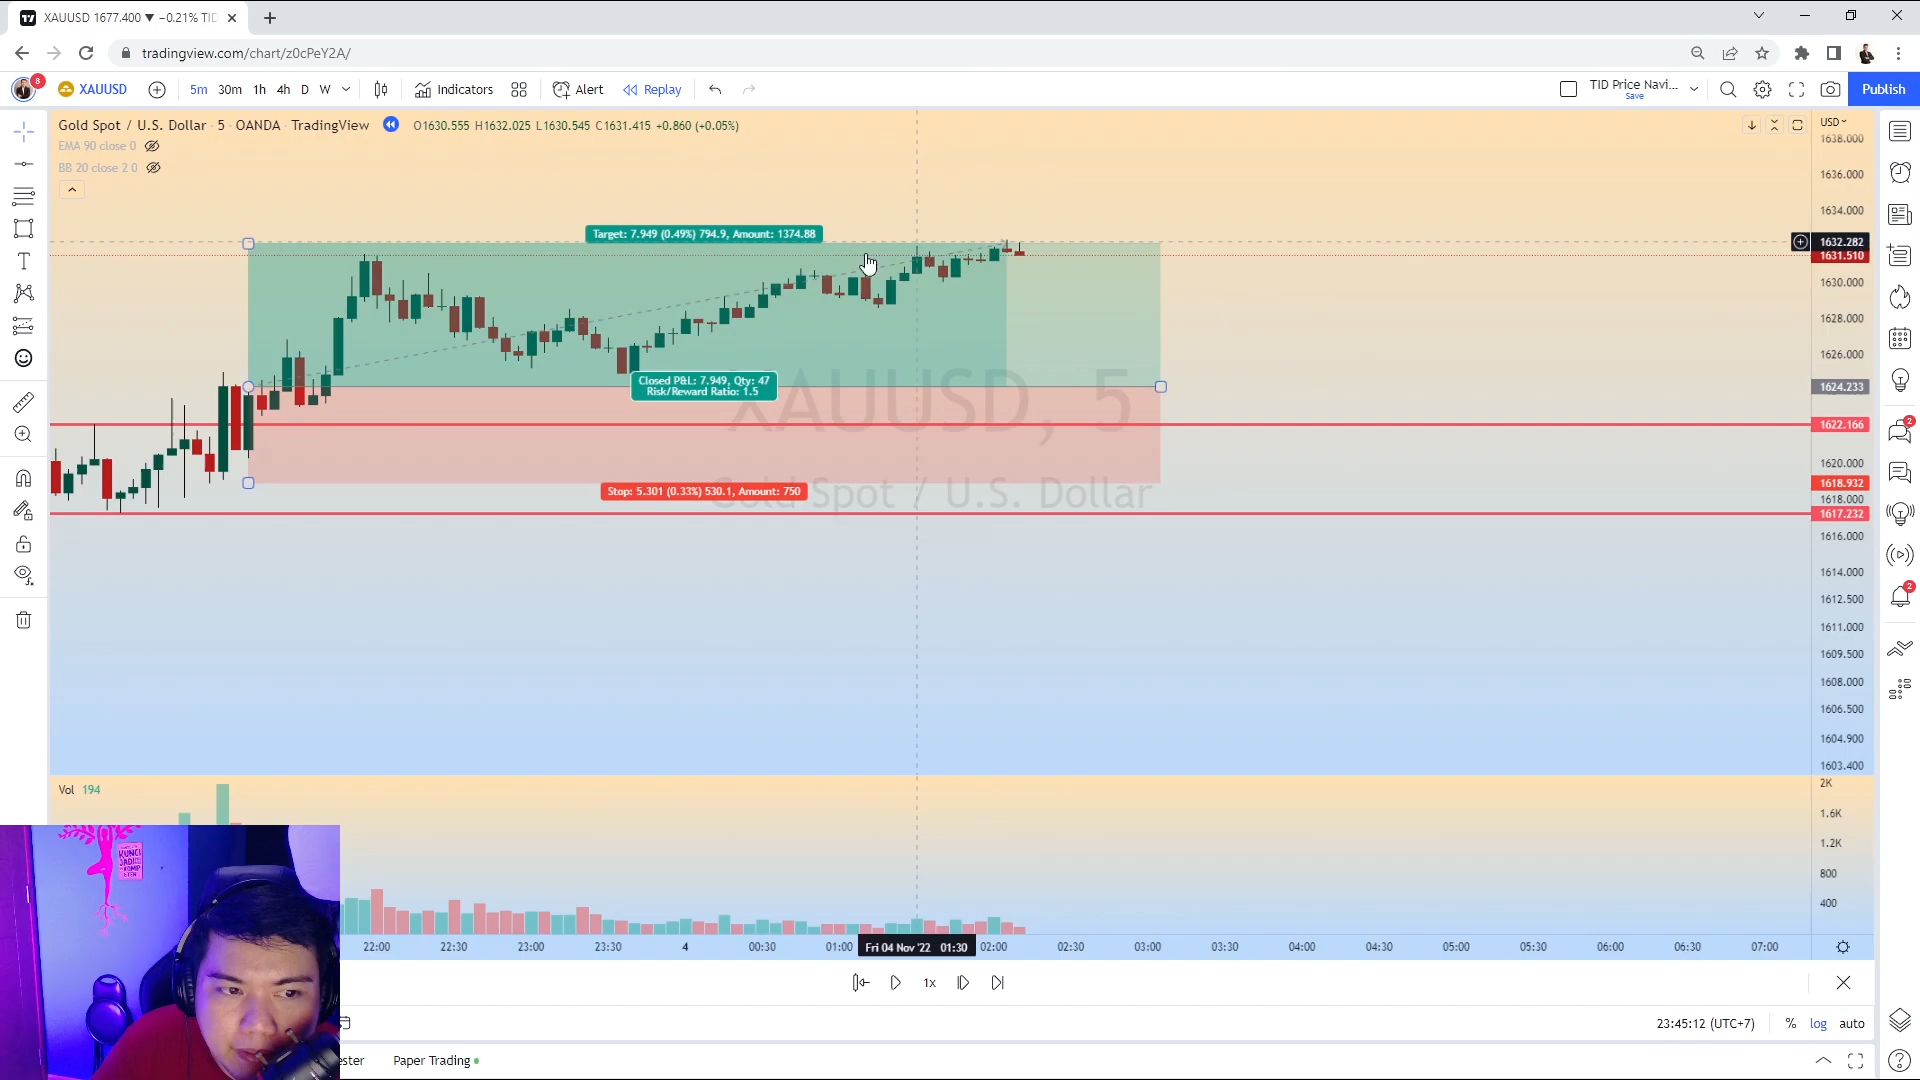 XAUUSD 1677.400 ▼ −0.21% TID
tradingview.com/chart/z0cPeY2A/
8
XAUUSD
5m 30m 1h 4h D W
Indicators
Alert
Replay
TID Price Navi...
Save
Publish
Gold Spot / U.S. Dollar · 5 · OANDA · TradingView
O1630.555 H1632.025 L1630.545 C1631.415 +0.860 (+0.05%)
EMA 90 close 0
BB 20 close 2 0
USD
1638.000
1636.000
1634.000
1632.282
1631.510
1630.000
1628.000
1626.000
1624.233
1622.166
1620.000
1618.932
1618.000
1617.232
1616.000
1614.000
1612.500
1611.000
1609.500
1608.000
1606.500
1604.900
1603.400
Target: 7.949 (0.49%) 794.9, Amount: 1374.88
Closed P&L: 7.949, Qty: 47
Risk/Reward Ratio: 1.5
XAUUSD, 5
Stop: 5.301 (0.33%) 530.1, Amount: 750
Gold Spot / U.S. Dollar
2
2
Vol 194
2K
1.6K
1.2K
800
400
KUNCI
JADI
KOMP
ETEN
22:00 22:30 23:00 23:30 4 00:30 01:00 Fri 04 Nov '22 01:30 02:00 02:30 03:00 03:30 04:00 04:30 05:00 05:30 06:00 06:30 07:00
1x
23:45:12 (UTC+7) % log auto
ester
Paper Trading